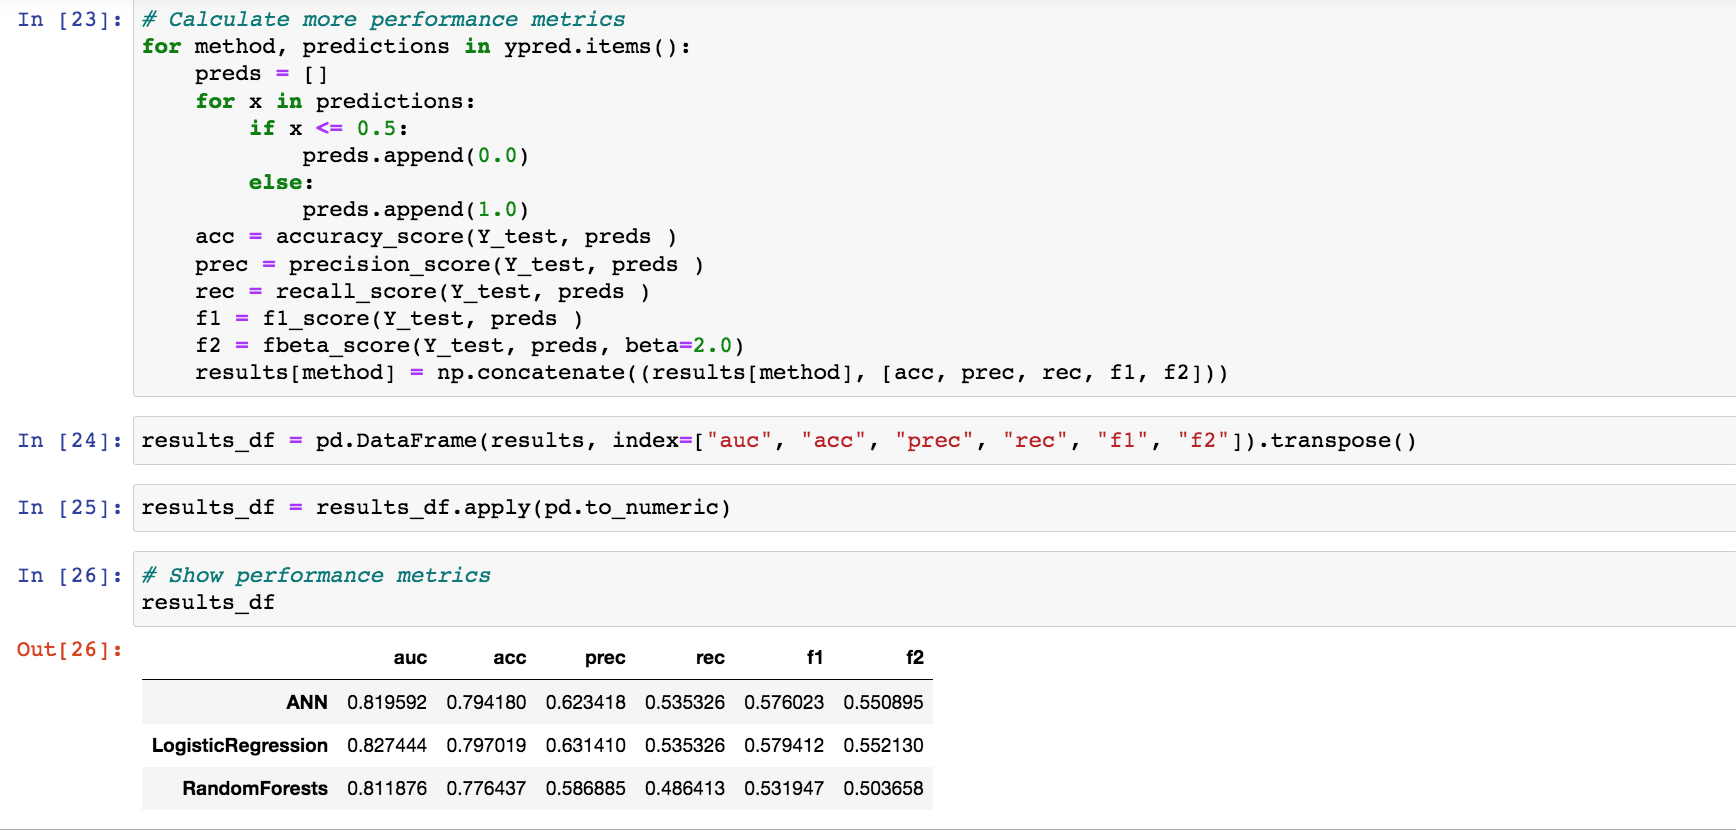 In [23]: # Calculate more performance metrics
for method, predictions in ypred.items():
    preds = []
    for x in predictions:
        if x <= 0.5:
            preds.append(0.0)
        else:
            preds.append(1.0)
    acc = accuracy_score(Y_test, preds )
    prec = precision_score(Y_test, preds )
    rec = recall_score(Y_test, preds )
    f1 = f1_score(Y_test, preds )
    f2 = fbeta_score(Y_test, preds, beta=2.0)
    results[method] = np.concatenate((results[method], [acc, prec, rec, f1, f2]))
In [24]: results_df = pd.DataFrame(results, index=["auc", "acc", "prec", "rec", "f1", "f2"]).transpose()
In [25]: results_df = results_df.apply(pd.to_numeric)
In [26]: # Show performance metrics
results_df
Out[26]:
auc acc prec rec f1 f2
ANN 0.819592 0.794180 0.623418 0.535326 0.576023 0.550895
LogisticRegression 0.827444 0.797019 0.631410 0.535326 0.579412 0.552130
RandomForests 0.811876 0.776437 0.586885 0.486413 0.531947 0.503658